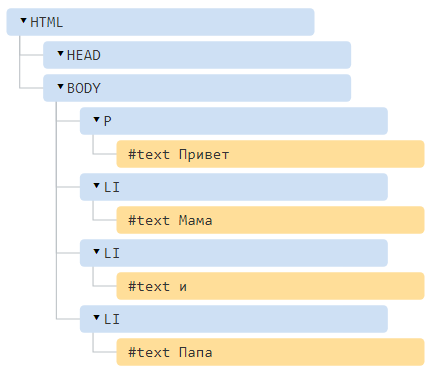 HTML
HEAD
BODY
P
#text Привет
LI
#text Мама
LI
#text и
LI
#text Папа